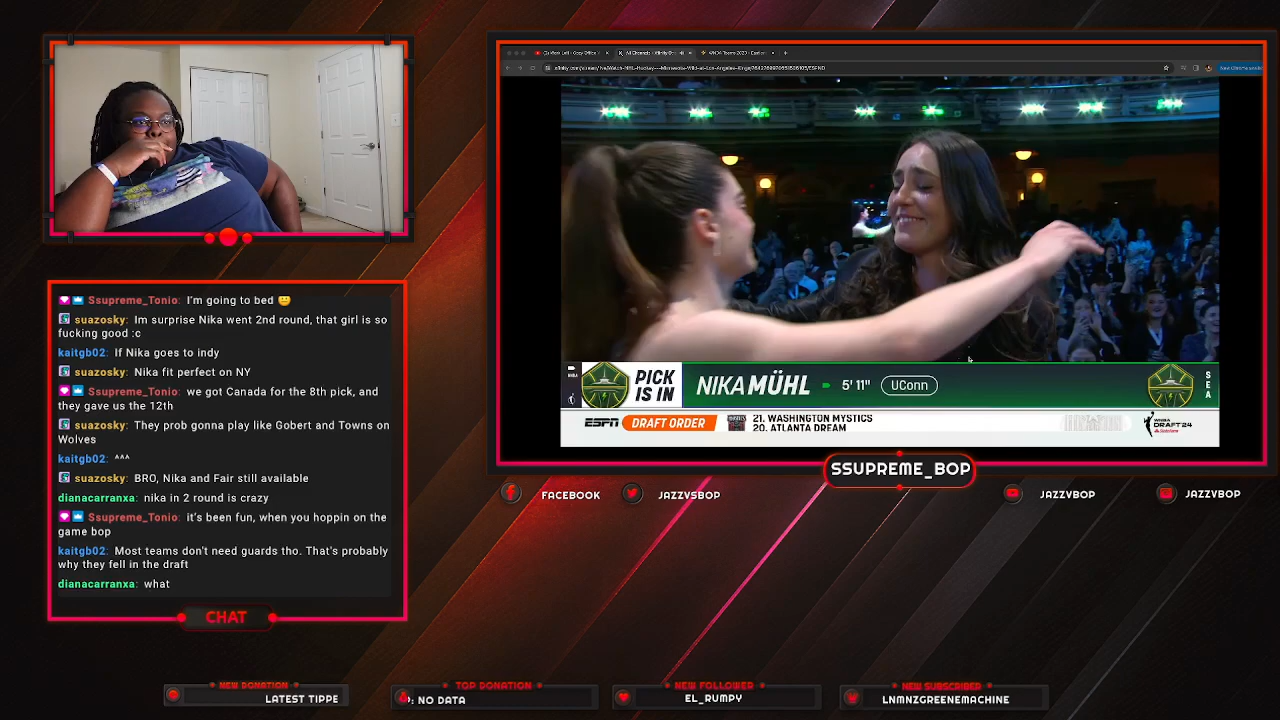 Ssupreme_Tonio: I'm going to bed
suazosky: Im surprise Nika went 2nd round, that girl is so
fucking good :c
kaitgb02: If Nika goes to indy
suazosky: Nika fit perfect on NY
Ssupreme_Tonio: we got Canada for the 8th pick, and
they gave us the 12th
suazosky: They prob gonna play like Gobert and Towns on
Wolves
kaitgb02: ^^^
suazosky: BRO, Nika and Fair still available
dianacarranxa: nika in 2 round is crazy
Ssupreme_Tonio: it's been fun, when you hoppin on the
game bop
kaitgb02: Most teams don't need guards tho. That's probably
why they fell in the draft
dianacarranxa: what
CHAT
PICK
IS IN
NIKA MÜHL
5' 11"
UConn
SEA
ESPN
DRAFT ORDER
21. WASHINGTON MYSTICS
20. ATLANTA DREAM
WNBA
DRAFT24
SSUPREME_BOP
FACEBOOK
JAZZVSBOP
JAZZVBOP
JAZZVBOP
NEW DONATION
LATEST TIPPE
TOP DONATION
: NO DATA
NEW FOLLOWER
EL_RUMPY
NEW SUBSCRIBER
LNMNZGREENEMACHINE